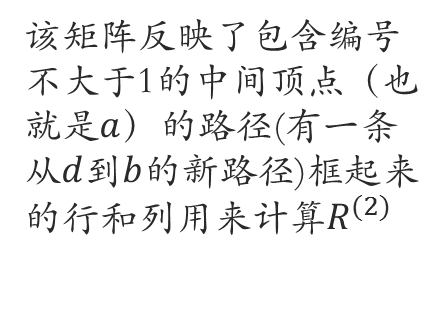 该矩阵反映了包含编号
不大于1的中间顶点（也
就是a）的路径(有一条
从d到b的新路径)框起来
的行和列用来计算R⁽²⁾